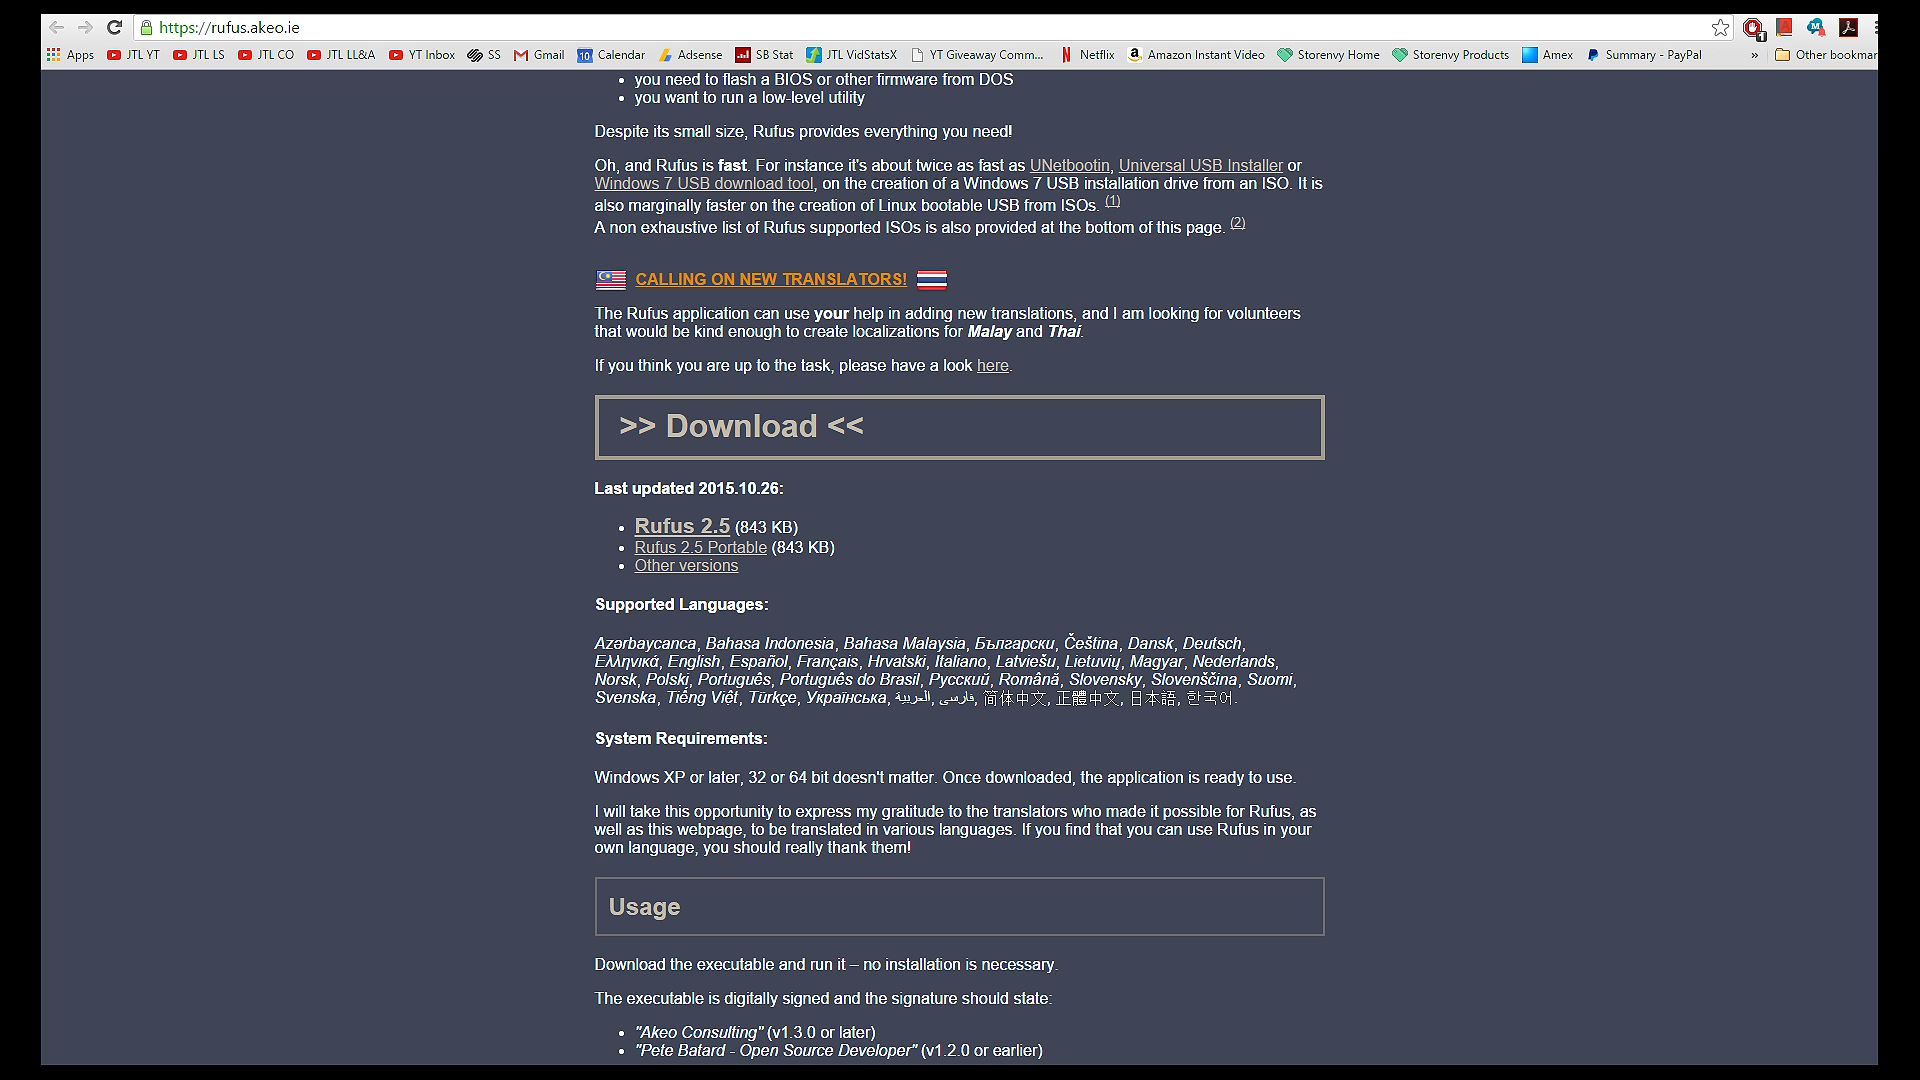 https://rufus.akeo.ie
1
Apps JTL YT JTL LS JTL CO JTL LL&A YT Inbox SS Gmail 10 Calendar Adsense SB Stat JTL VidStatsX YT Giveaway Comm... Netflix Amazon Instant Video Storenvy Home Storenvy Products Amex Summary - PayPal » Other bookmar
• you need to flash a BIOS or other firmware from DOS
• you want to run a low-level utility
Despite its small size, Rufus provides everything you need!
Oh, and Rufus is fast. For instance it's about twice as fast as UNetbootin, Universal USB Installer or
Windows 7 USB download tool, on the creation of a Windows 7 USB installation drive from an ISO. It is
also marginally faster on the creation of Linux bootable USB from ISOs. (1)
A non exhaustive list of Rufus supported ISOs is also provided at the bottom of this page. (2)
CALLING ON NEW TRANSLATORS!
The Rufus application can use your help in adding new translations, and I am looking for volunteers
that would be kind enough to create localizations for Malay and Thai.
If you think you are up to the task, please have a look here.
>> Download <<
Last updated 2015.10.26:
• Rufus 2.5 (843 KB)
• Rufus 2.5 Portable (843 KB)
• Other versions
Supported Languages:
Azərbaycanca, Bahasa Indonesia, Bahasa Malaysia, Български, Čeština, Dansk, Deutsch,
Ελληνικά, English, Español, Français, Hrvatski, Italiano, Latviešu, Lietuvių, Magyar, Nederlands,
Norsk, Polski, Português, Português do Brasil, Русский, Română, Slovensky, Slovenščina, Suomi,
Svenska, Tiếng Việt, Türkçe, Українська, العربية, فارسی, 简体中文, 正體中文, 日本語, 한국어.
System Requirements:
Windows XP or later, 32 or 64 bit doesn't matter. Once downloaded, the application is ready to use.
I will take this opportunity to express my gratitude to the translators who made it possible for Rufus, as
well as this webpage, to be translated in various languages. If you find that you can use Rufus in your
own language, you should really thank them!
Usage
Download the executable and run it – no installation is necessary.
The executable is digitally signed and the signature should state:
• "Akeo Consulting" (v1.3.0 or later)
• "Pete Batard - Open Source Developer" (v1.2.0 or earlier)